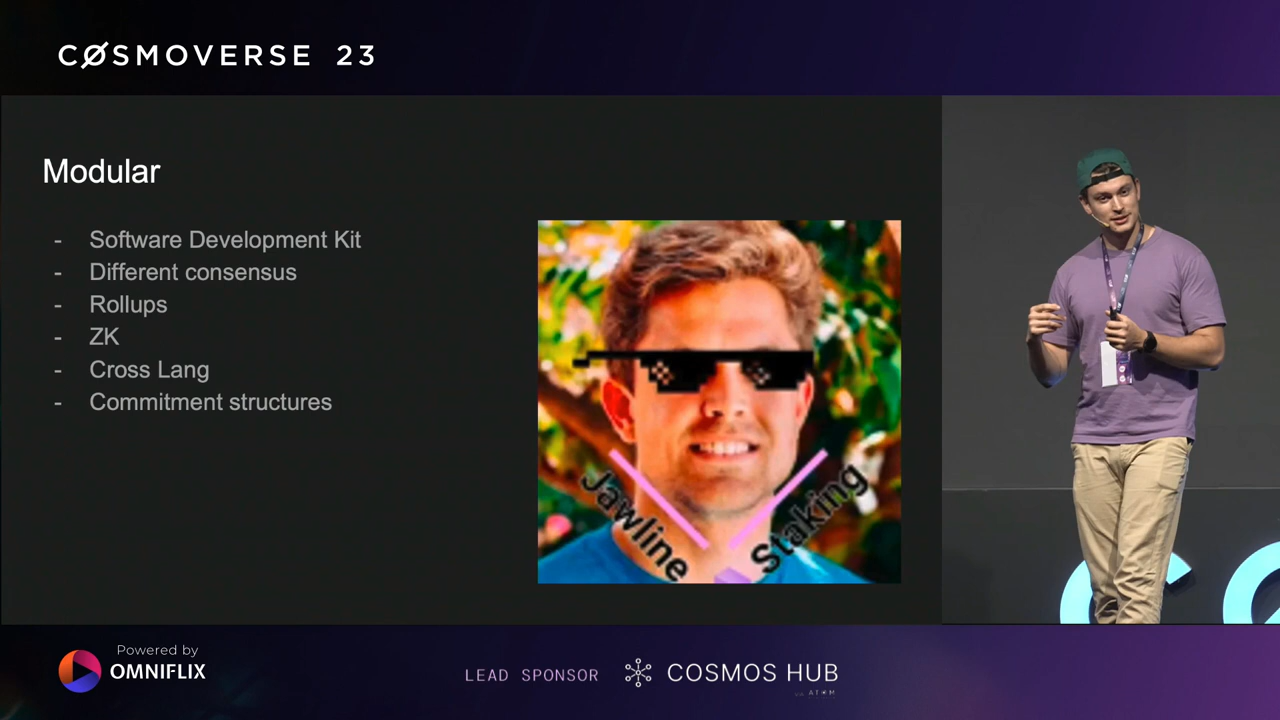 CØSMOVERSE 23
Modular
- Software Development Kit
- Different consensus
- Rollups
- ZK
- Cross Lang
- Commitment structures
Jawline
Staking
Powered by
OMNIFLIX
LEAD SPONSOR
COSMOS HUB
ATOM